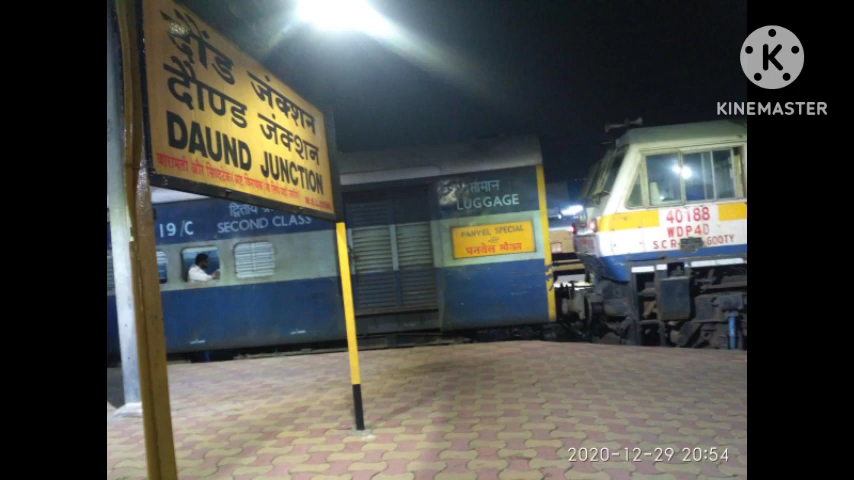 दौंड जंक्शन
दौण्ड जंक्शन
DAUND JUNCTION
19/C
द्वितीय
SECOND CLASS
सामान
LUGGAGE
PANVEL SPECIAL
पनवेल स्पेशल
40188
WDP4D
S C R GOOTY
K
KINEMASTER
2020-12-29 20:54